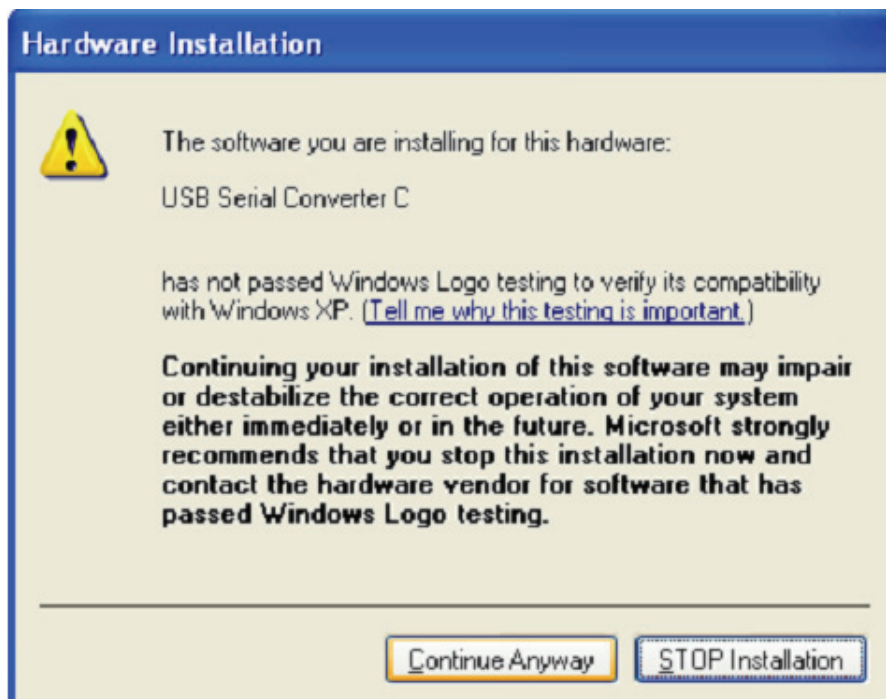 Hardware Installation
The software you are installing for this hardware:
USB Serial Converter C
has not passed Windows Logo testing to verify its compatibility
with Windows XP. (Tell me why this testing is important.)
Continuing your installation of this software may impair
or destabilize the correct operation of your system
either immediately or in the future. Microsoft strongly
recommends that you stop this installation now and
contact the hardware vendor for software that has
passed Windows Logo testing.
Continue Anyway
STOP Installation